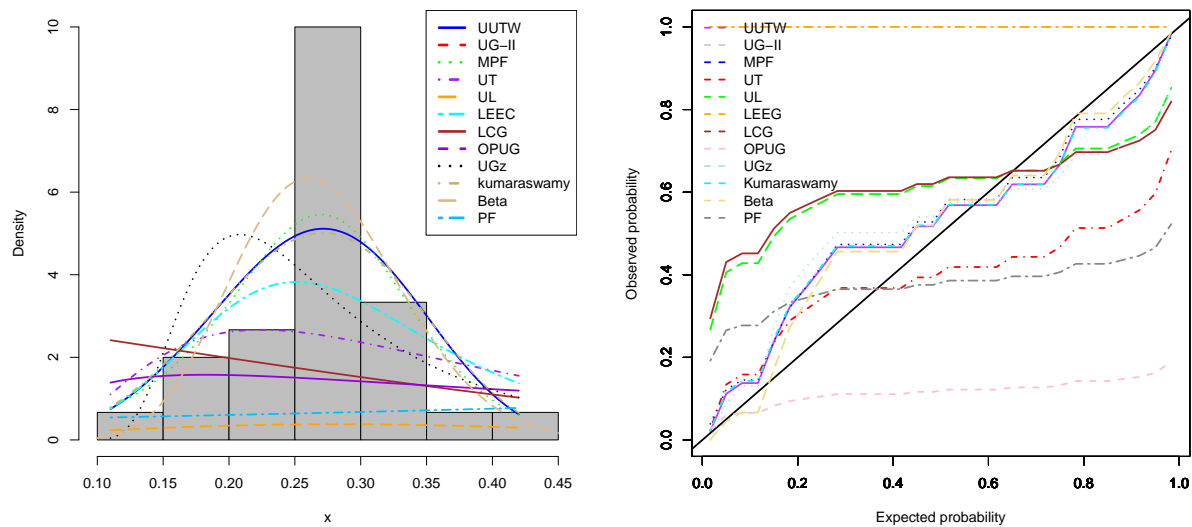 10
8
6
4
2
0
Density
0.10 0.15 0.20 0.25 0.30 0.35 0.40 0.45
x
UUTW
UG−II
MPF
UT
UL
LEEC
LCG
OPUG
UGz
kumaraswamy
Beta
PF
1.0
0.8
0.6
0.4
0.2
0.0
Observed probability
0.0 0.2 0.4 0.6 0.8 1.0
Expected probability
UUTW
UG−II
MPF
UT
UL
LEEG
LCG
OPUG
UGz
Kumaraswamy
Beta
PF